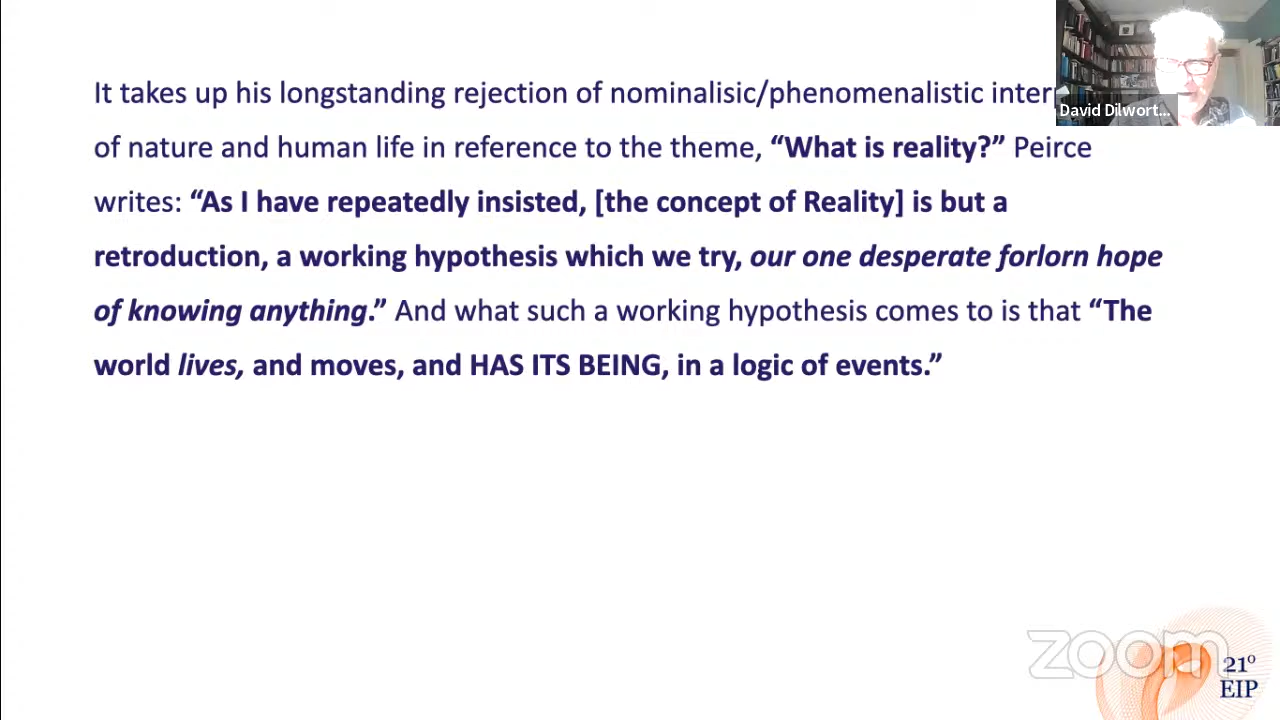 It takes up his longstanding rejection of nominalisic/phenomenalistic
of nature and human life in reference to the theme, “What is reality?” Peirce
writes: “As I have repeatedly insisted, [the concept of Reality] is but a
retroduction, a working hypothesis which we try, our one desperate forlorn hope
of knowing anything.” And what such a working hypothesis comes to is that “The
world lives, and moves, and HAS ITS BEING, in a logic of events.”
David Dilwort...
zoom
21º
EIP